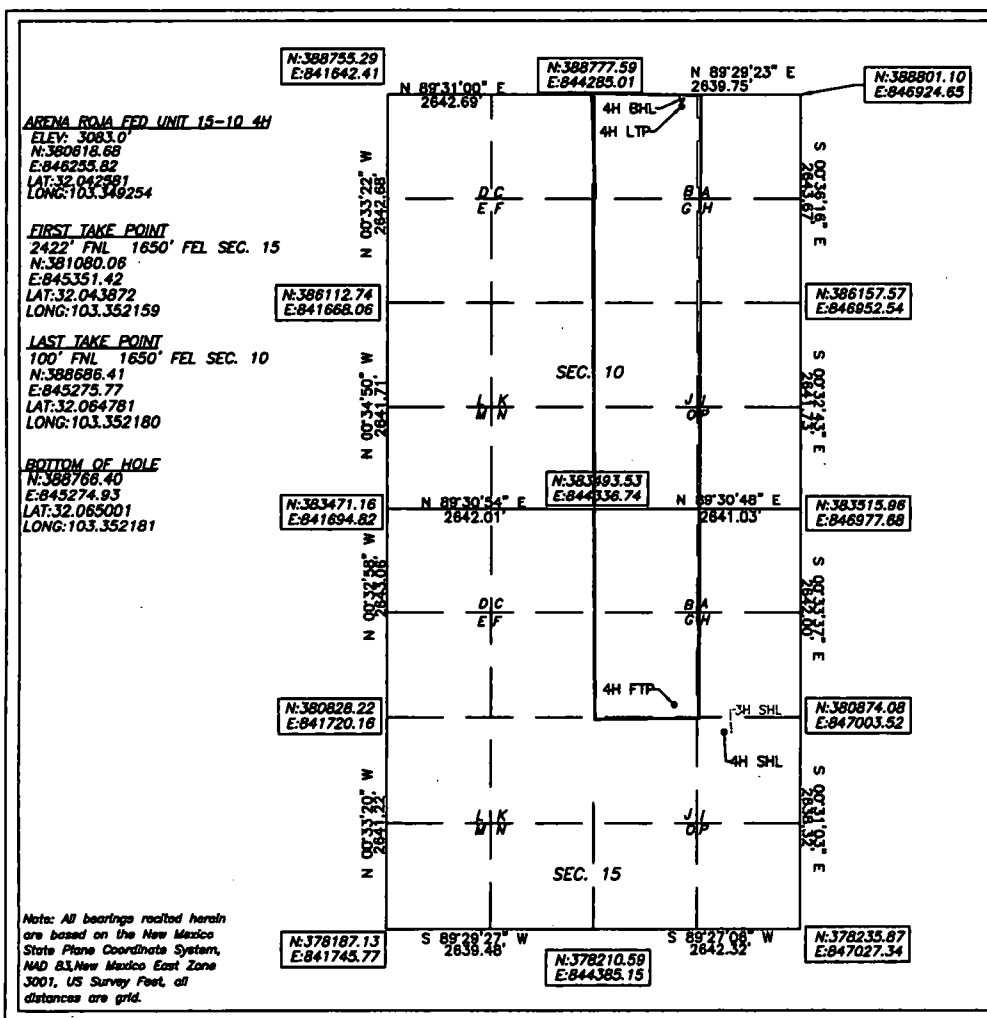 N:388755.29
E:841642.41
N 89°31'00" E
2642.69'
N:388777.59
E:844285.01
N 89°29'23" E
2639.75'
N:388801.10
E:846924.65
4H BHL
4H LTP
ARENA ROJA FED UNIT 15-10 4H
ELEV: 3083.0'
N:380618.68
E:846255.82
LAT:32.042581
LONG:103.349254
FIRST TAKE POINT
2422' FNL 1650' FEL SEC. 15
N:381080.06
E:845351.42
LAT:32.043872
LONG:103.352159
LAST TAKE POINT
100' FNL 1650' FEL SEC. 10
N:388686.41
E:845275.77
LAT:32.064781
LONG:103.352180
BOTTOM OF HOLE
N:388766.40
E:845274.93
LAT:32.065001
LONG:103.352181
N 00°33'22" W
2642.68'
D C
E F
B A
G H
S 00°36'16" E
2643.67'
N:386112.74
E:841668.06
N:386157.57
E:846952.54
SEC. 10
N 00°34'50" W
2641.71'
L K
M N
J I
O P
S 00°32'43" E
2641.73'
N:383471.16
E:841694.82
N 89°30'54" E
2642.01'
N:383493.53
E:844336.74
N 89°30'48" E
2641.03'
N:383515.96
E:846977.68
N 00°32'58" W
2643.06'
D C
E F
B A
G H
S 00°33'37" E
2642.00'
4H FTP
N:380828.22
E:841720.16
3H SHL
4H SHL
N:380874.08
E:847003.52
N 00°33'20" W
2641.22'
L K
M N
J I
O P
S 00°31'03" E
2638.32'
SEC. 15
Note: All bearings recited herein
are based on the New Mexico
State Plane Coordinate System,
NAD 83,New Mexico East Zone
3001, US Survey Feet, all
distances are grid.
N:378187.13
E:841745.77
S 89°29'27" W
2639.48'
N:378210.59
E:844385.15
S 89°27'06" W
2642.32'
N:378235.87
E:847027.34